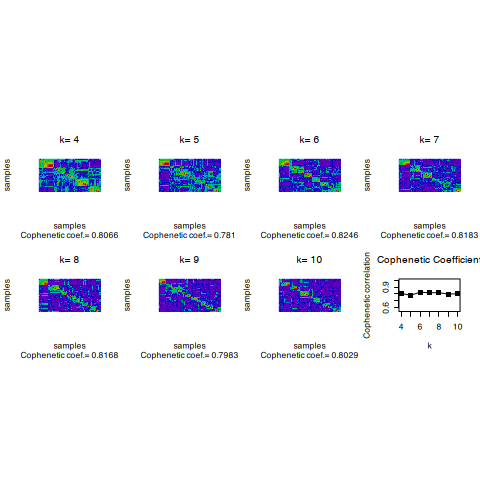 k= 4
samples
samples
Cophenetic coef.= 0.8066
k= 5
samples
samples
Cophenetic coef.= 0.781
k= 6
samples
samples
Cophenetic coef.= 0.8246
k= 7
samples
samples
Cophenetic coef.= 0.8183
k= 8
samples
samples
Cophenetic coef.= 0.8168
k= 9
samples
samples
Cophenetic coef.= 0.7983
k= 10
samples
samples
Cophenetic coef.= 0.8029
Cophenetic Coefficient
Cophenetic correlation
0.9
0.6
4 6 8 10
k